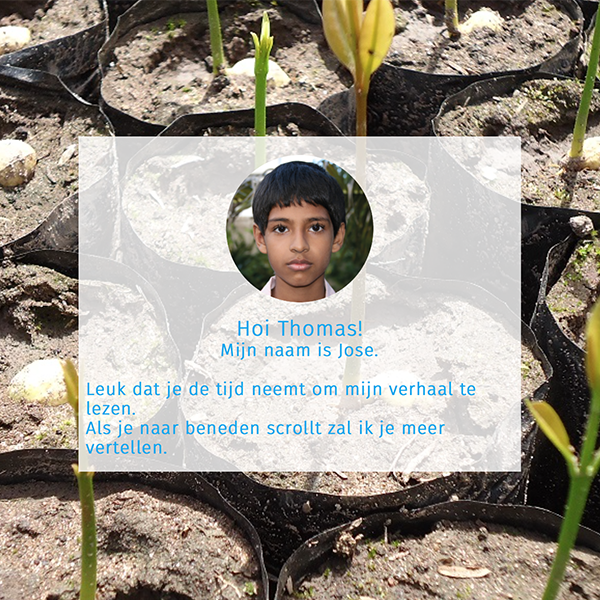 Hoi Thomas!
Mijn naam is Jose.
Leuk dat je de tijd neemt om mijn verhaal te
lezen.
Als je naar beneden scrollt zal ik je meer
vertellen.